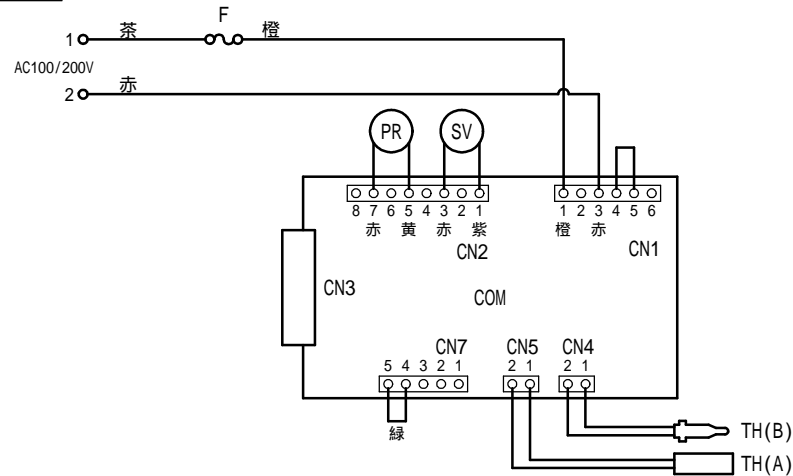 F
1 茶 橙
AC100/200V
2 赤
PR SV
8 7 6 5 4 3 2 1 1 2 3 4 5 6
赤 黄 赤 紫 橙 赤
CN2 CN1
CN3 COM
CN7 CN5 CN4
5 4 3 2 1 2 1 2 1
緑
TH(B)
TH(A)